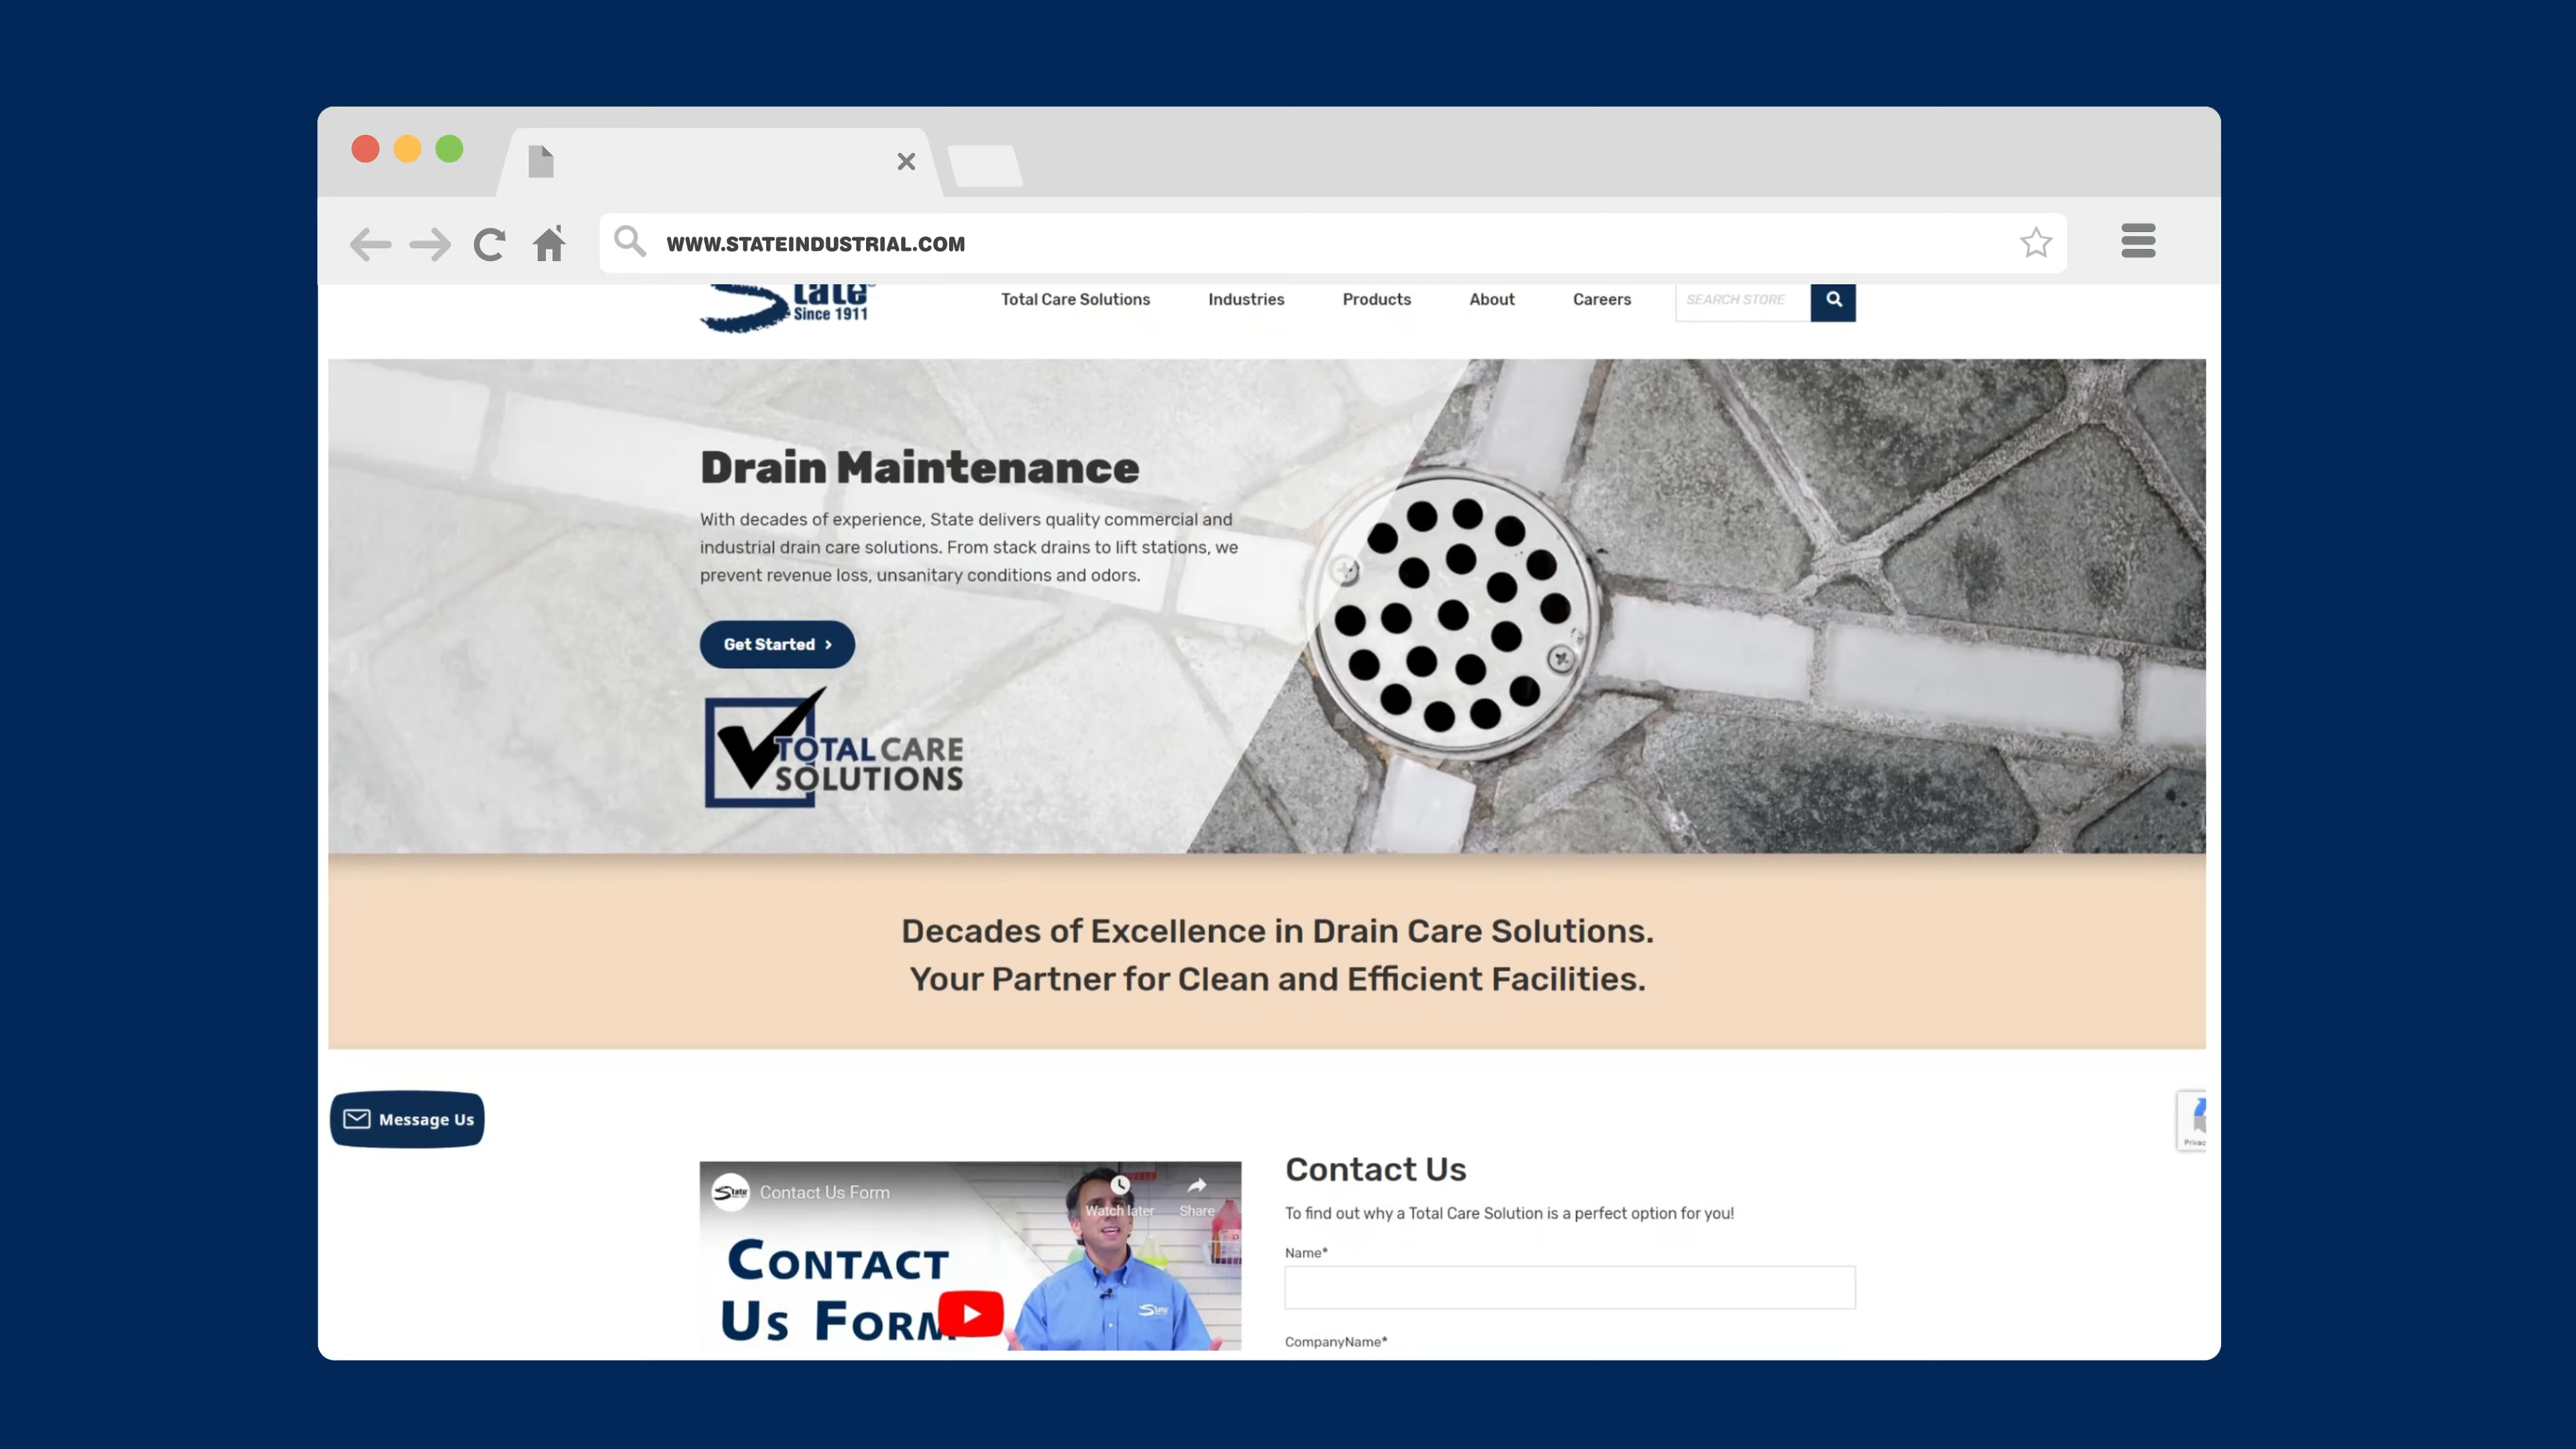 WWW.STATEINDUSTRIAL.COM
State
Since 1911
Total Care Solutions
Industries
Products
About
Careers
SEARCH STORE
Drain Maintenance
With decades of experience, State delivers quality commercial and
industrial drain care solutions. From stack drains to lift stations, we
prevent revenue loss, unsanitary conditions and odors.
Get Started
TOTAL CARE
SOLUTIONS
Decades of Excellence in Drain Care Solutions.
Your Partner for Clean and Efficient Facilities.
Message Us
State
Contact Us Form
Watch later
Share
CONTACT
US FORM
State
Contact Us
To find out why a Total Care Solution is a perfect option for you!
Name*
CompanyName*